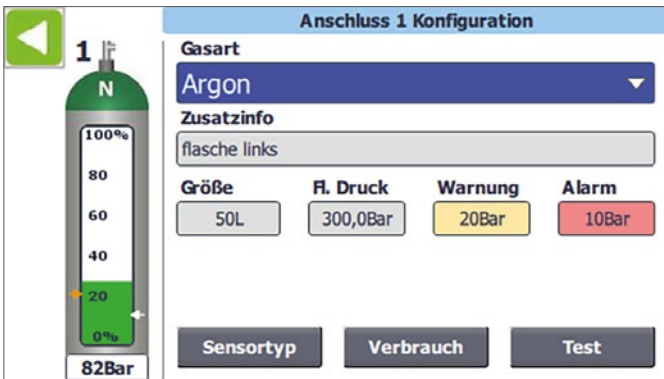 Anschluss 1 Konfiguration
1
N
100%
80
60
40
20
0%
82Bar
Gasart
Argon
Zusatzinfo
flasche links
Größe Fl. Druck Warnung Alarm
50L 300,0Bar 20Bar 10Bar
Sensortyp Verbrauch Test